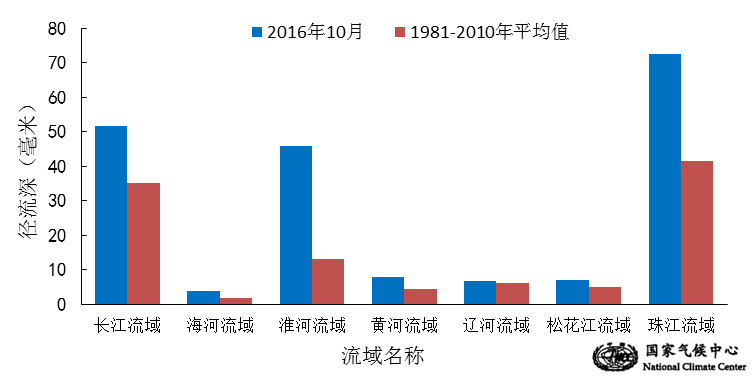 80
70
60
50
40
30
20
10
0
径流深（毫米）
2016年10月
1981-2010年平均值
长江流域
海河流域
淮河流域
黄河流域
辽河流域
松花江流域
珠江流域
流域名称
国家气候中心
National Climate Center